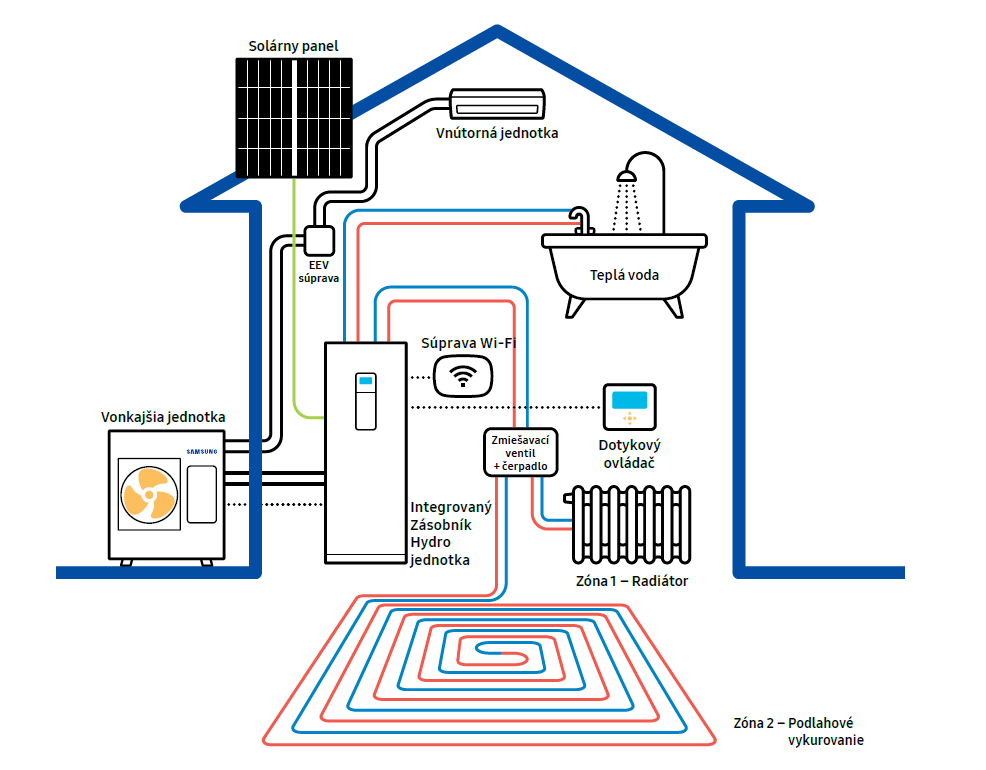 Solárny panel
Vnútorná jednotka
Teplá voda
EEV
súprava
Súprava Wi-Fi
Vonkajšia jednotka
SAMSUNG
Zmiešavací
ventil
+ čerpadlo
Dotykový
ovládač
Integrovaný
Zásobník
Hydro
jednotka
Zóna 1 – Radiátor
Zóna 2 – Podlahové
vykurovanie